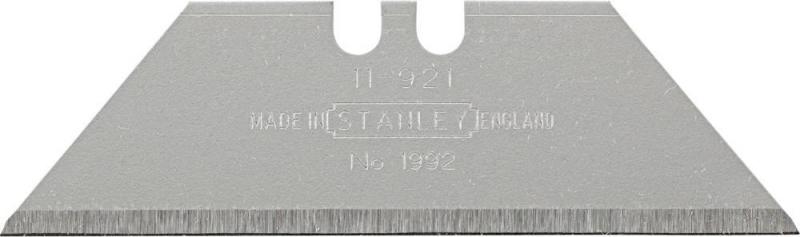 11-921
MADE IN STANLEY ENGLAND
No 1992